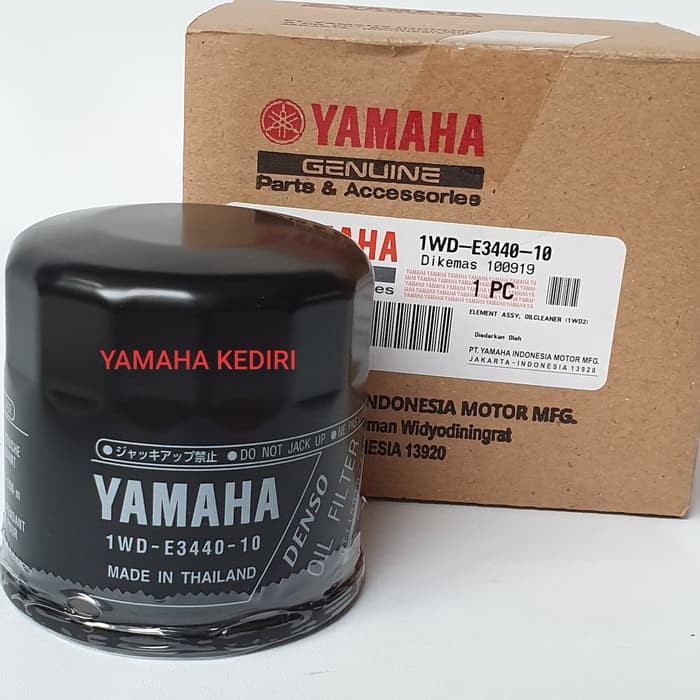 YAMAHA
GENUINE
Parts & Accessories
YAMAHA
1WD-E3440-10
Dikemas 100919
1 PC
ELEMENT ASSY, OILCLEANER (1WD2)
Diedarkan Oleh
PT. YAMAHA INDONESIA MOTOR MFG.
JAKARTA-INDONESIA 13920
INDONESIA MOTOR MFG.
Widyodiningrat
13920
YAMAHA KEDIRI
ジャッキアップ禁止 DO NOT JACK UP
YAMAHA
1WD-E3440-10
MADE IN THAILAND
DENSO
OIL FILTER